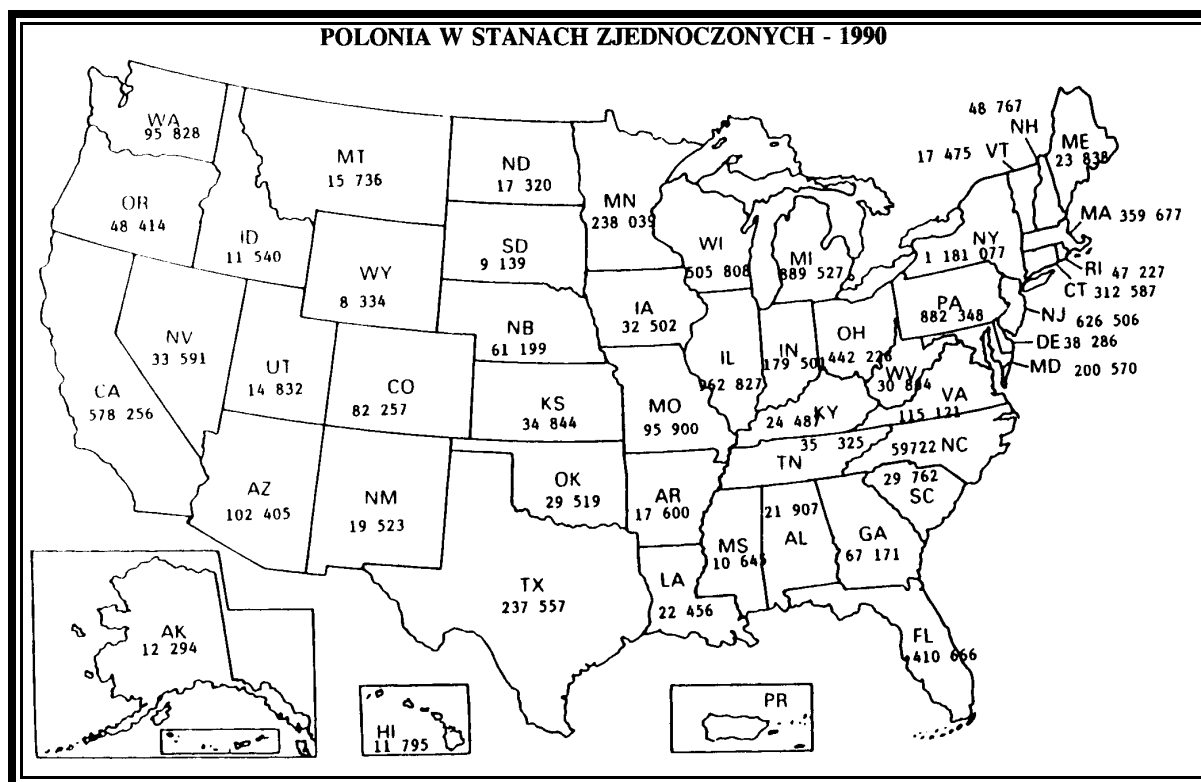 POLONIA W STANACH ZJEDNOCZONYCH - 1990
WA
95 828
OR
48 414
ID
11 540
MT
15 736
WY
8 334
ND
17 320
SD
9 139
NB
61 199
MN
238 039
WI
505 808
MI
889 527
IA
32 502
NV
33 591
UT
14 832
CO
82 257
KS
34 844
MO
95 900
IL
962 827
IN
179 501
OH
442 226
CA
578 256
AZ
102 405
NM
19 523
OK
29 519
AR
17 600
TX
237 557
LA
22 456
MS
10 645
21 907
AL
GA
67 171
FL
410 666
29 762
SC
59722 NC
35 325
TN
KY
24 487
WV
30
VA
115 121
PA
882 348
NY
1 181 077
48 767
NH
17 475 VT
ME
23 838
MA 359 677
RI 47 227
CT 312 587
NJ 626 506
DE 38 286
MD 200 570
AK
12 294
HI
11 795
PR